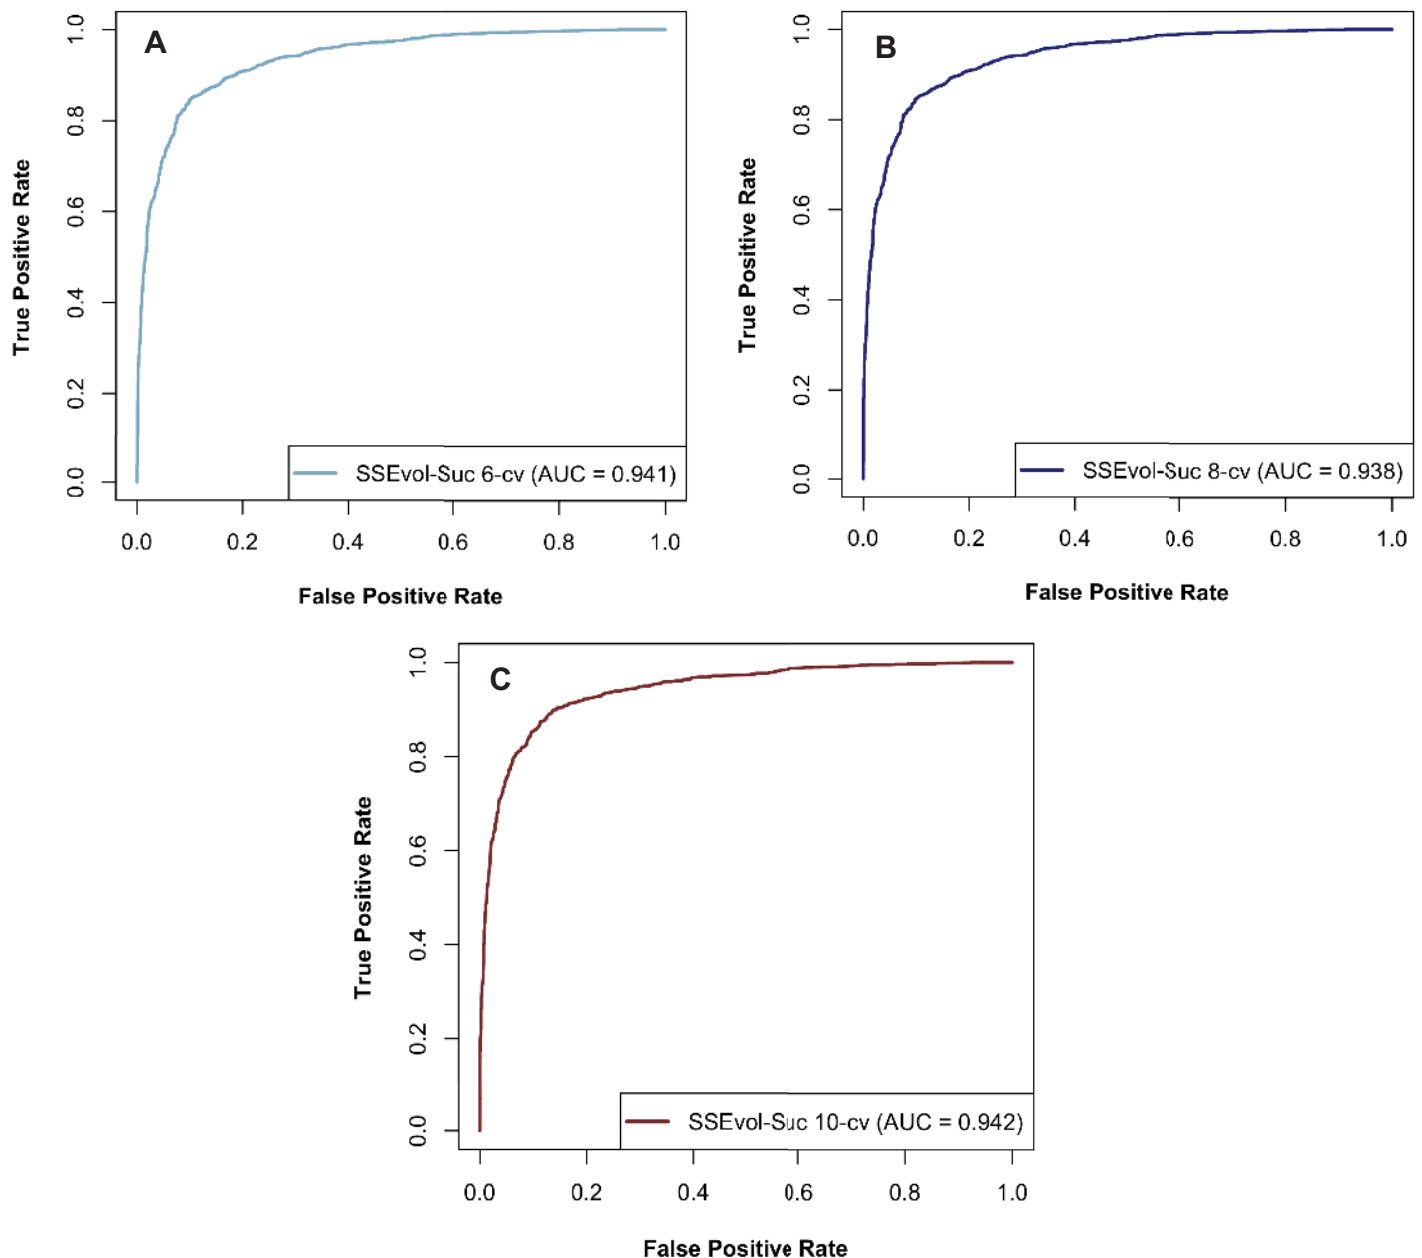 A
True Positive Rate
1.0
0.8
0.6
0.4
0.2
0.0
SSEvol-Suc 6-cv (AUC = 0.941)
0.0 0.2 0.4 0.6 0.8 1.0
False Positive Rate
B
True Positive Rate
1.0
0.8
0.6
0.4
0.2
0.0
SSEvol-Suc 8-cv (AUC = 0.938)
0.0 0.2 0.4 0.6 0.8 1.0
False Positive Rate
C
True Positive Rate
1.0
0.8
0.6
0.4
0.2
0.0
SSEvol-Suc 10-cv (AUC = 0.942)
0.0 0.2 0.4 0.6 0.8 1.0
False Positive Rate